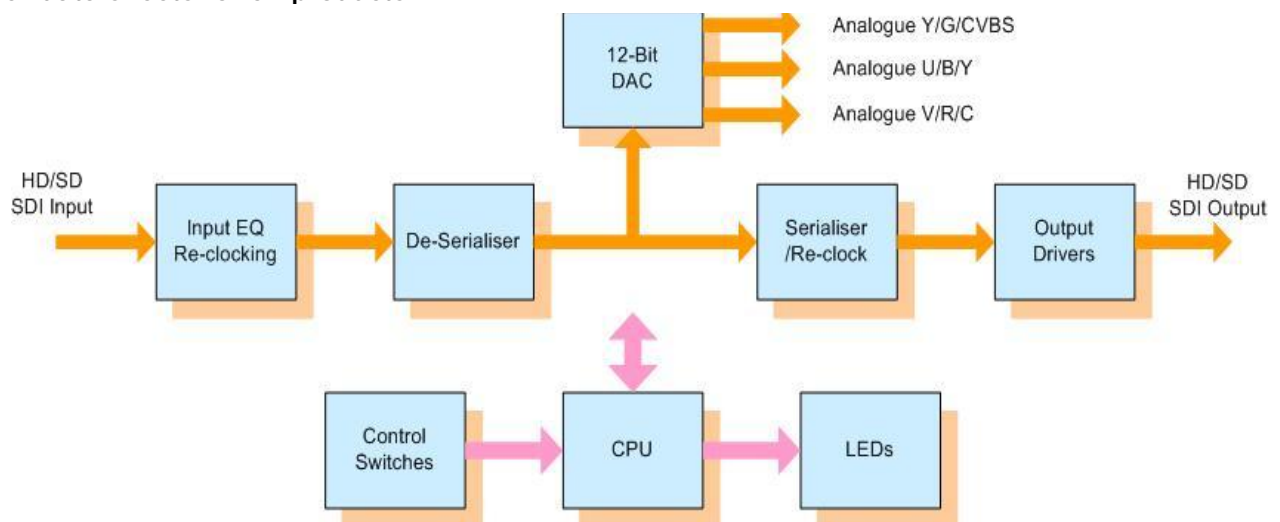 12-Bit
DAC
Analogue Y/G/CVBS
Analogue U/B/Y
Analogue V/R/C
HD/SD
SDI Input
Input EQ
Re-clocking
De-Serialiser
Serialiser
/Re-clock
Output
Drivers
HD/SD
SDI Output
Control
Switches
CPU
LEDs